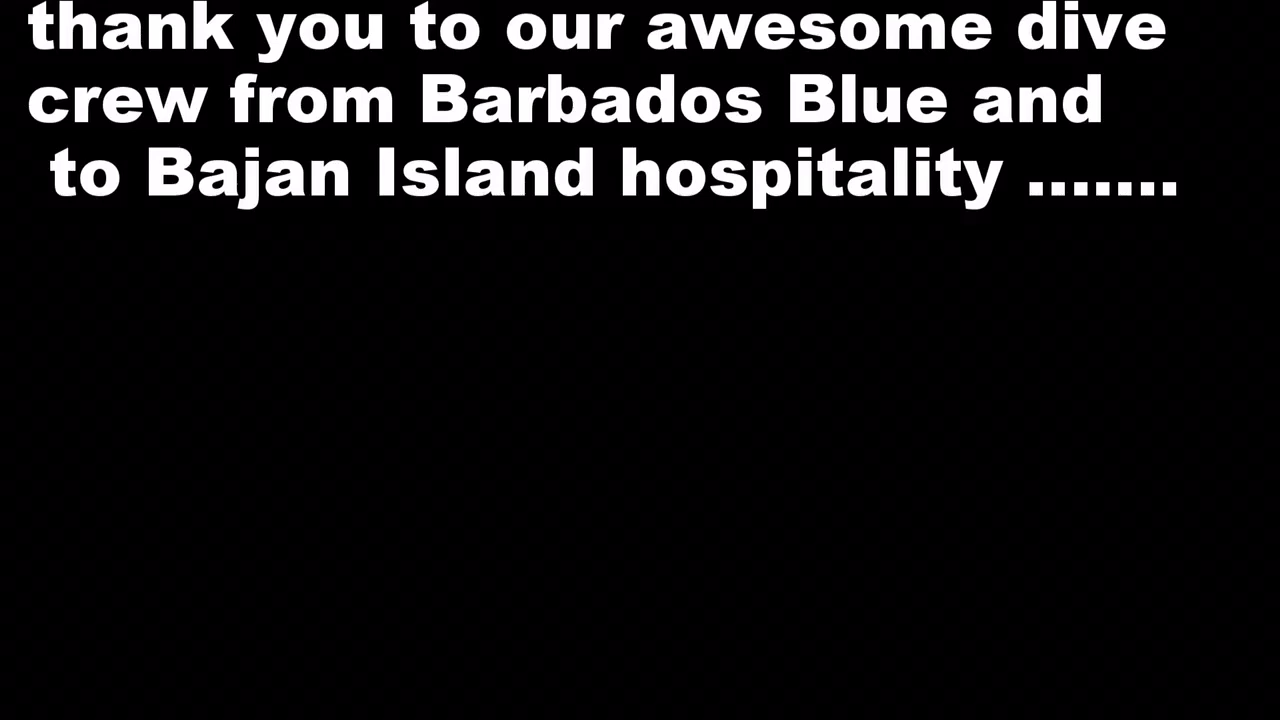 thank you to our awesome dive
crew from Barbados Blue and
to Bajan Island hospitality .......